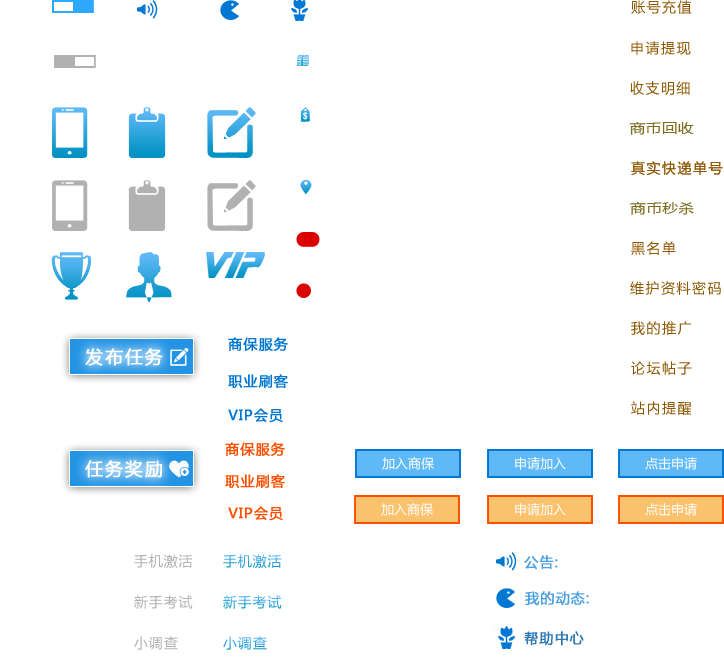 账号充值
申请提现
收支明细
商币回收
真实快递单号
商币秒杀
黑名单
维护资料密码
我的推广
论坛帖子
站内提醒
VIP
发布任务
商保服务
职业刷客
VIP会员
任务奖励
商保服务
职业刷客
VIP会员
加入商保
申请加入
点击申请
加入商保
申请加入
点击申请
手机激活
手机激活
新手考试
新手考试
小调查
小调查
公告:
我的动态:
帮助中心